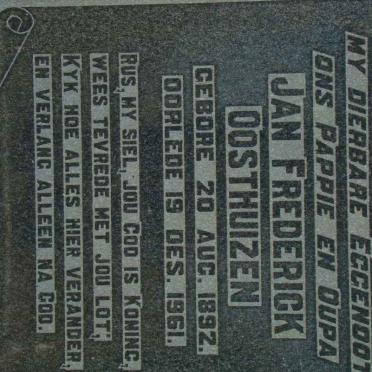 MY DIERBARE EGGENOOT
ONS PAPPIE EN OUPA
JAN FREDERICK
OOSTHUIZEN
GEBORE 20 AUG. 1892.
OORLEDE 19 DES. 1961.
RUS, MY SIEL, JOU GOD IS KONING,
WEES TEVREDE MET JOU LOT;
KYK HOE ALLES HIER VERANDER,
EN VERLANG ALLEEN NA GOD.